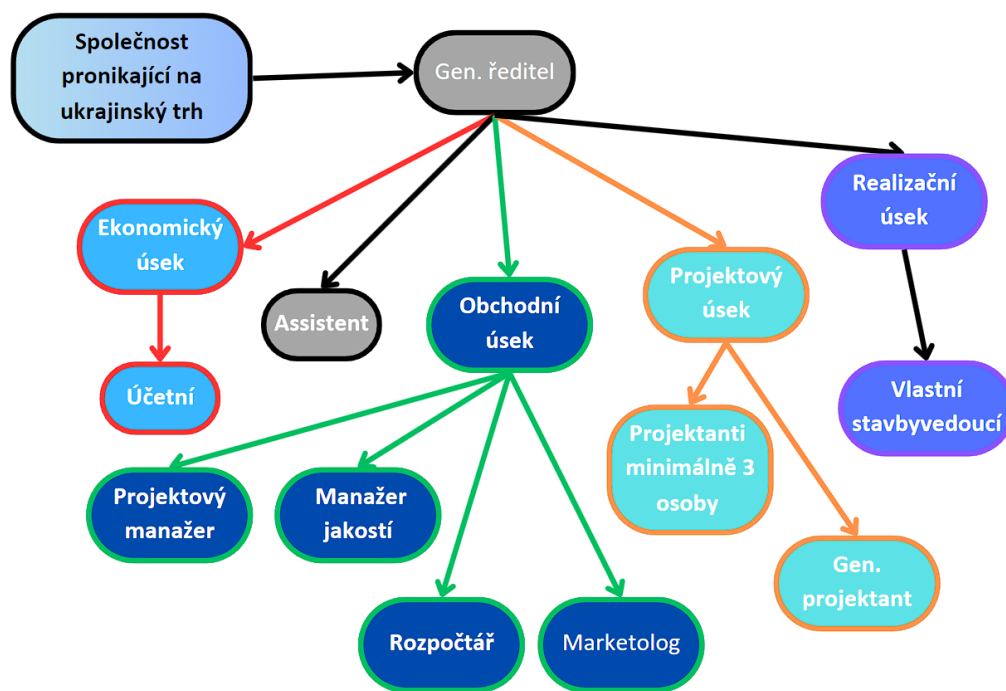 Společnost
pronikající na
ukrajinský trh
Gen. ředitel
Realizační
úsek
Ekonomický
úsek
Assistent
Obchodní
úsek
Projektový
úsek
Účetní
Vlastní
stavbyvedoucí
Projektanti
minimálně 3
osoby
Projektový
manažer
Manažer
jakostí
Gen.
projektant
Rozpočtář
Marketolog